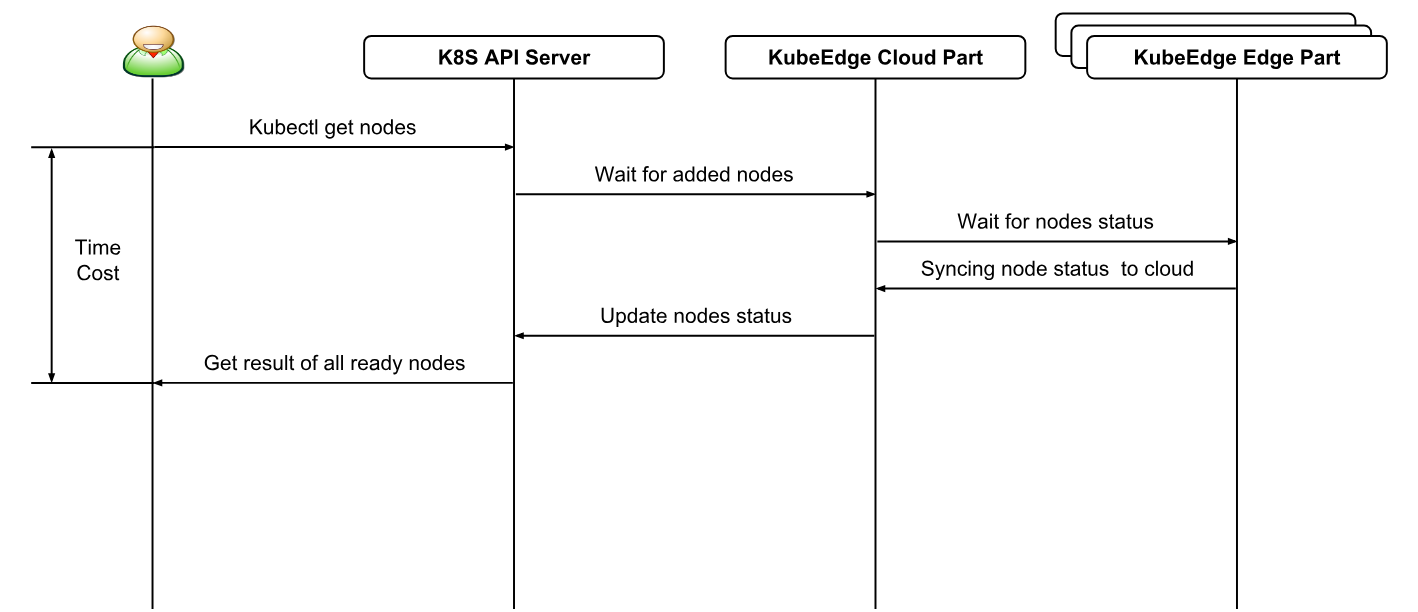 K8S API Server
KubeEdge Cloud Part
KubeEdge Edge Part
Kubectl get nodes
Wait for added nodes
Wait for nodes status
Time
Cost
Syncing node status  to cloud
Update nodes status
Get result of all ready nodes